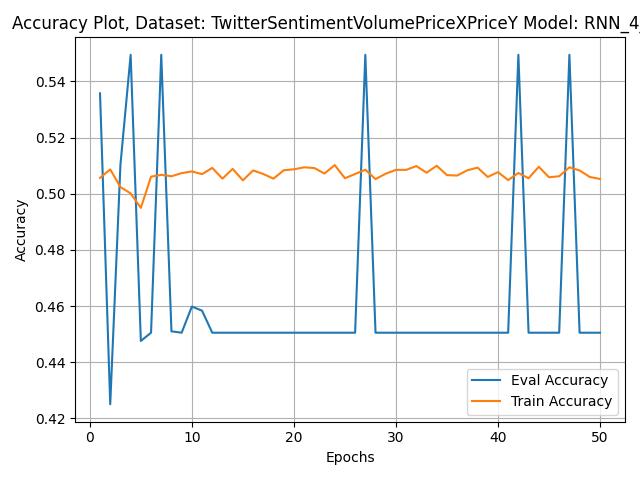 Accuracy Plot, Dataset: TwitterSentimentVolumePriceXPriceY Model: RNN_4
0.54
0.52
0.50
0.48
0.46
0.44
0.42
Accuracy
0 10 20 30 40 50
Epochs
Eval Accuracy
Train Accuracy